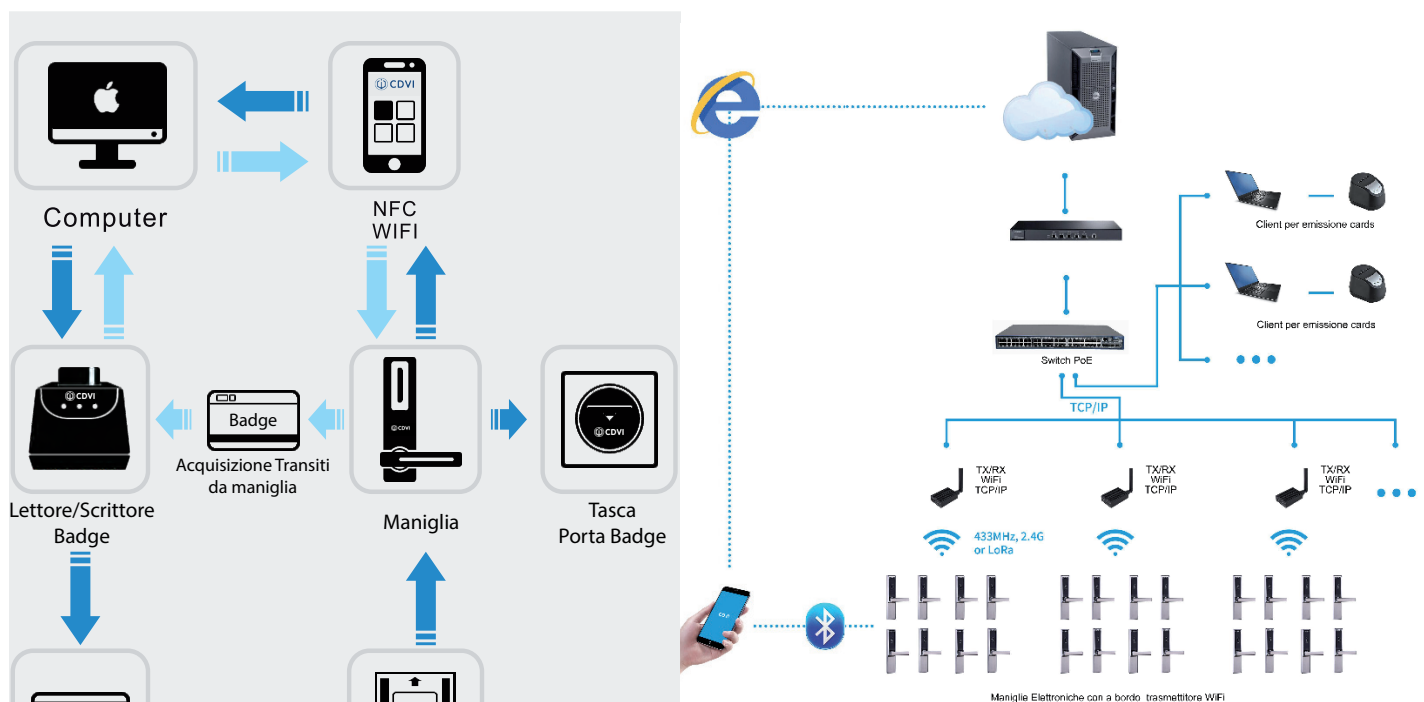 CDVI
Computer
NFC
WIFI
CDVI
Badge
Acquisizione Transiti
da maniglia
CDVI
CDVI
Lettore/Scrittore
Badge
Maniglia
Tasca
Porta Badge
Client per emissione cards
Client per emissione cards
Switch PoE
TCP/IP
TX/RX
WiFi
TCP/IP
TX/RX
WiFi
TCP/IP
TX/RX
WiFi
TCP/IP
433MHz, 2.4G
or LoRa
Maniglie Elettroniche con a bordo trasmettitore WiFi